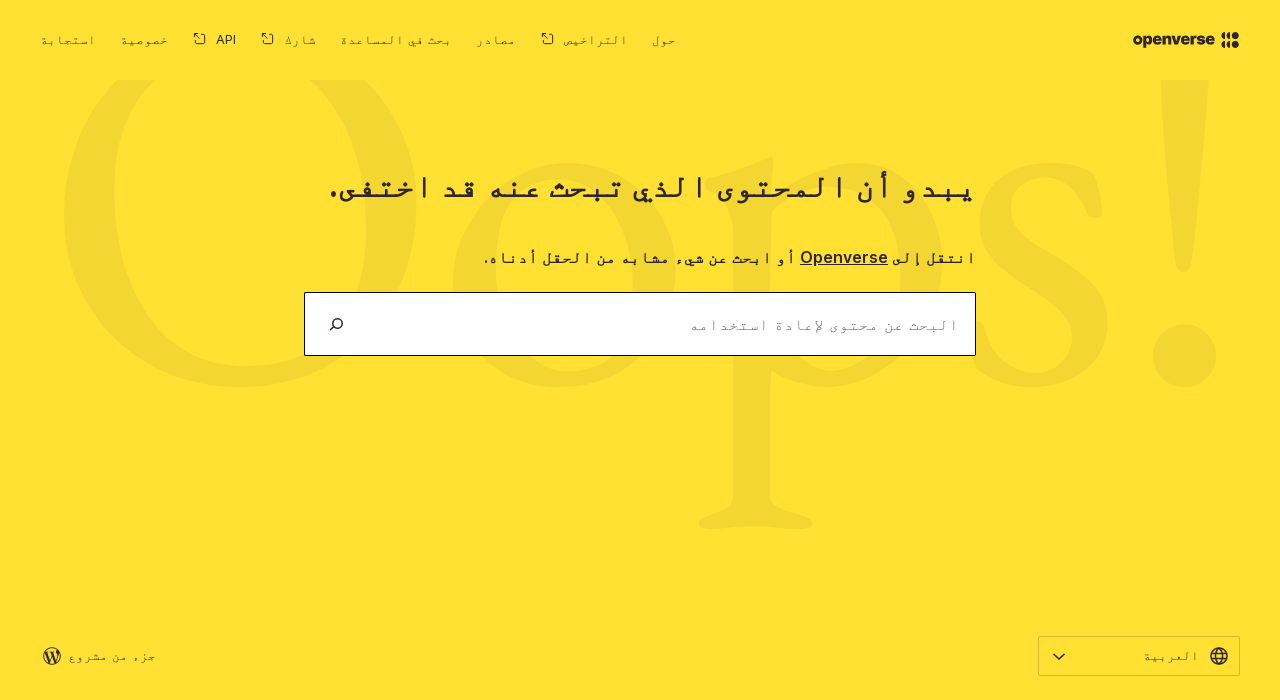 openverse
حول
التراخيص
مصادر
بحث في المساعدة
شارك
API
خصوصية
استجابة
Oops!
يبدو أن المحتوى الذي تبحث عنه قد اختفى.
انتقل إلى Openverse أو ابحث عن شيء مشابه من الحقل أدناه.
البحث عن محتوى لإعادة استخدامه
العربية
جزء من مشروع